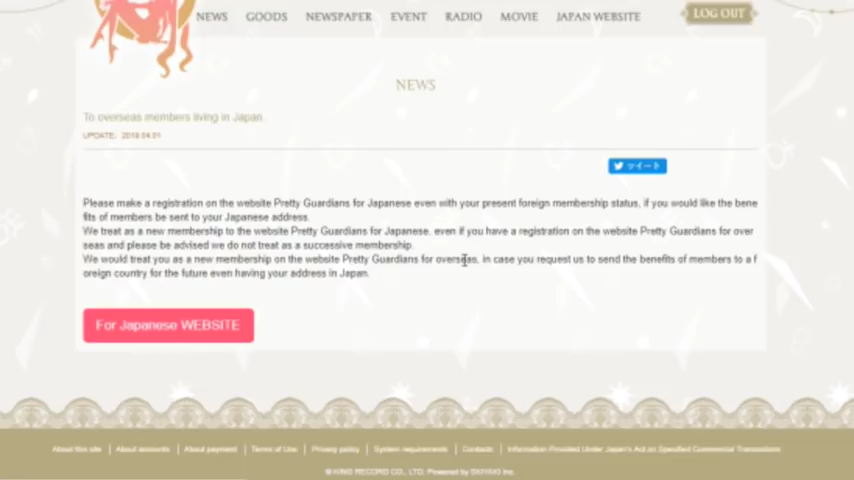 NEWS GOODS NEWSPAPER EVENT RADIO MOVIE JAPAN WEBSITE LOG OUT
NEWS
To overseas members living in Japan.
UPDATE: 2018.04.01
ツイート
Please make a registration on the website Pretty Guardians for Japanese even with your present foreign membership status, if you would like the bene
fits of members be sent to your Japanese address.
We treat as a new membership to the website Pretty Guardians for Japanese. even if you have a registration on the website Pretty Guardians for over
seas and please be advised we do not treat as a successive membership.
We would treat you as a new membership on the website Pretty Guardians for overseas, in case you request us to send the benefits of members to a f
oreign country for the future even having your address in Japan.
For Japanese WEBSITE
About this site About accounts About payment Terms of Use Privacy policy System requirements Contacts Information Provided Under Japan's Act on Specified Commercial Transactions
© KING RECORD CO., LTD. Powered by SKIYAKI Inc.